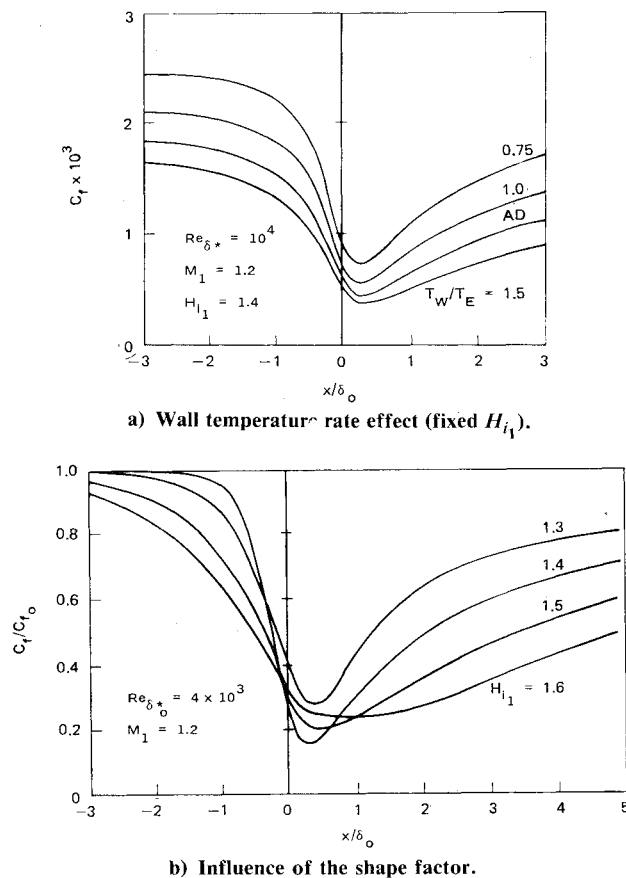 3
2
1
0
C_f × 10^3
0.75
1.0
AD
T_W/T_E = 1.5
Re_δ* = 10^4
M_1 = 1.2
H_i1 = 1.4
−3 −2 −1 0 1 2 3
x/δ_o
a) Wall temperature rate effect (fixed H_i1).
1.0
0.8
0.6
0.4
0.2
0
C_f/C_fo
1.3
1.4
1.5
H_i1 = 1.6
Re_δ*o = 4 × 10^3
M_1 = 1.2
−3 −2 −1 0 1 2 3 4 5
x/δ_o
b) Influence of the shape factor.